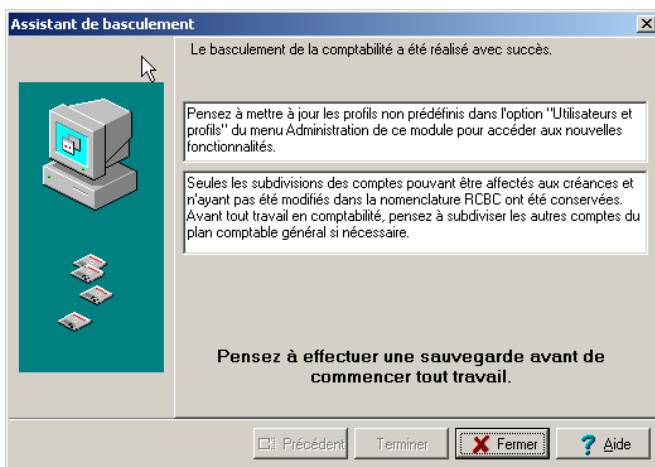 Assistant de basculement
Le basculement de la comptabilité a été réalisé avec succès.
Pensez à mettre à jour les profils non prédéfinis dans l'option "Utilisateurs et
profils" du menu Administration de ce module pour accéder aux nouvelles
fonctionnalités.
Seules les subdivisions des comptes pouvant être affectés aux créances et
n'ayant pas été modifiés dans la nomenclature RCBC ont été conservées.
Avant tout travail en comptabilité, pensez à subdiviser les autres comptes du
plan comptable général si nécessaire.
Pensez à effectuer une sauvegarde avant de
commencer tout travail.
Précédent Terminer Fermer Aide